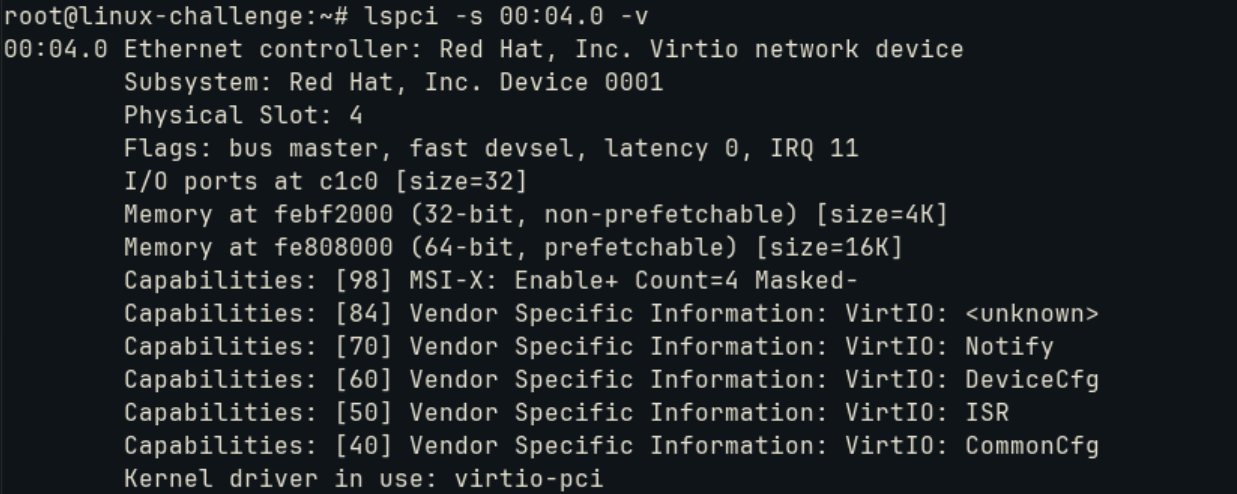 root@linux-challenge:~# lspci -s 00:04.0 -v
00:04.0 Ethernet controller: Red Hat, Inc. Virtio network device
Subsystem: Red Hat, Inc. Device 0001
Physical Slot: 4
Flags: bus master, fast devsel, latency 0, IRQ 11
I/O ports at c1c0 [size=32]
Memory at febf2000 (32-bit, non-prefetchable) [size=4K]
Memory at fe808000 (64-bit, prefetchable) [size=16K]
Capabilities: [98] MSI-X: Enable+ Count=4 Masked-
Capabilities: [84] Vendor Specific Information: VirtIO: <unknown>
Capabilities: [70] Vendor Specific Information: VirtIO: Notify
Capabilities: [60] Vendor Specific Information: VirtIO: DeviceCfg
Capabilities: [50] Vendor Specific Information: VirtIO: ISR
Capabilities: [40] Vendor Specific Information: VirtIO: CommonCfg
Kernel driver in use: virtio-pci